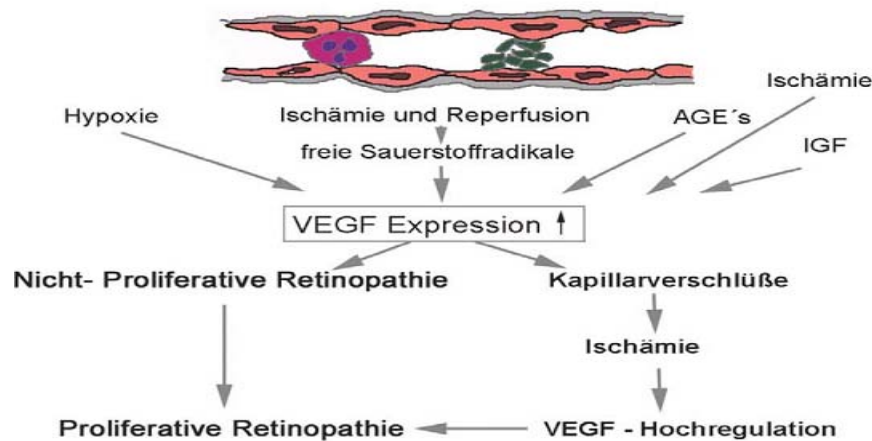 Ischämie
Hypoxie
Ischämie und Reperfusion
AGE´s
freie Sauerstoffradikale
IGF
VEGF Expression
Nicht- Proliferative Retinopathie
Kapillarverschlüße
Ischämie
Proliferative Retinopathie
VEGF - Hochregulation